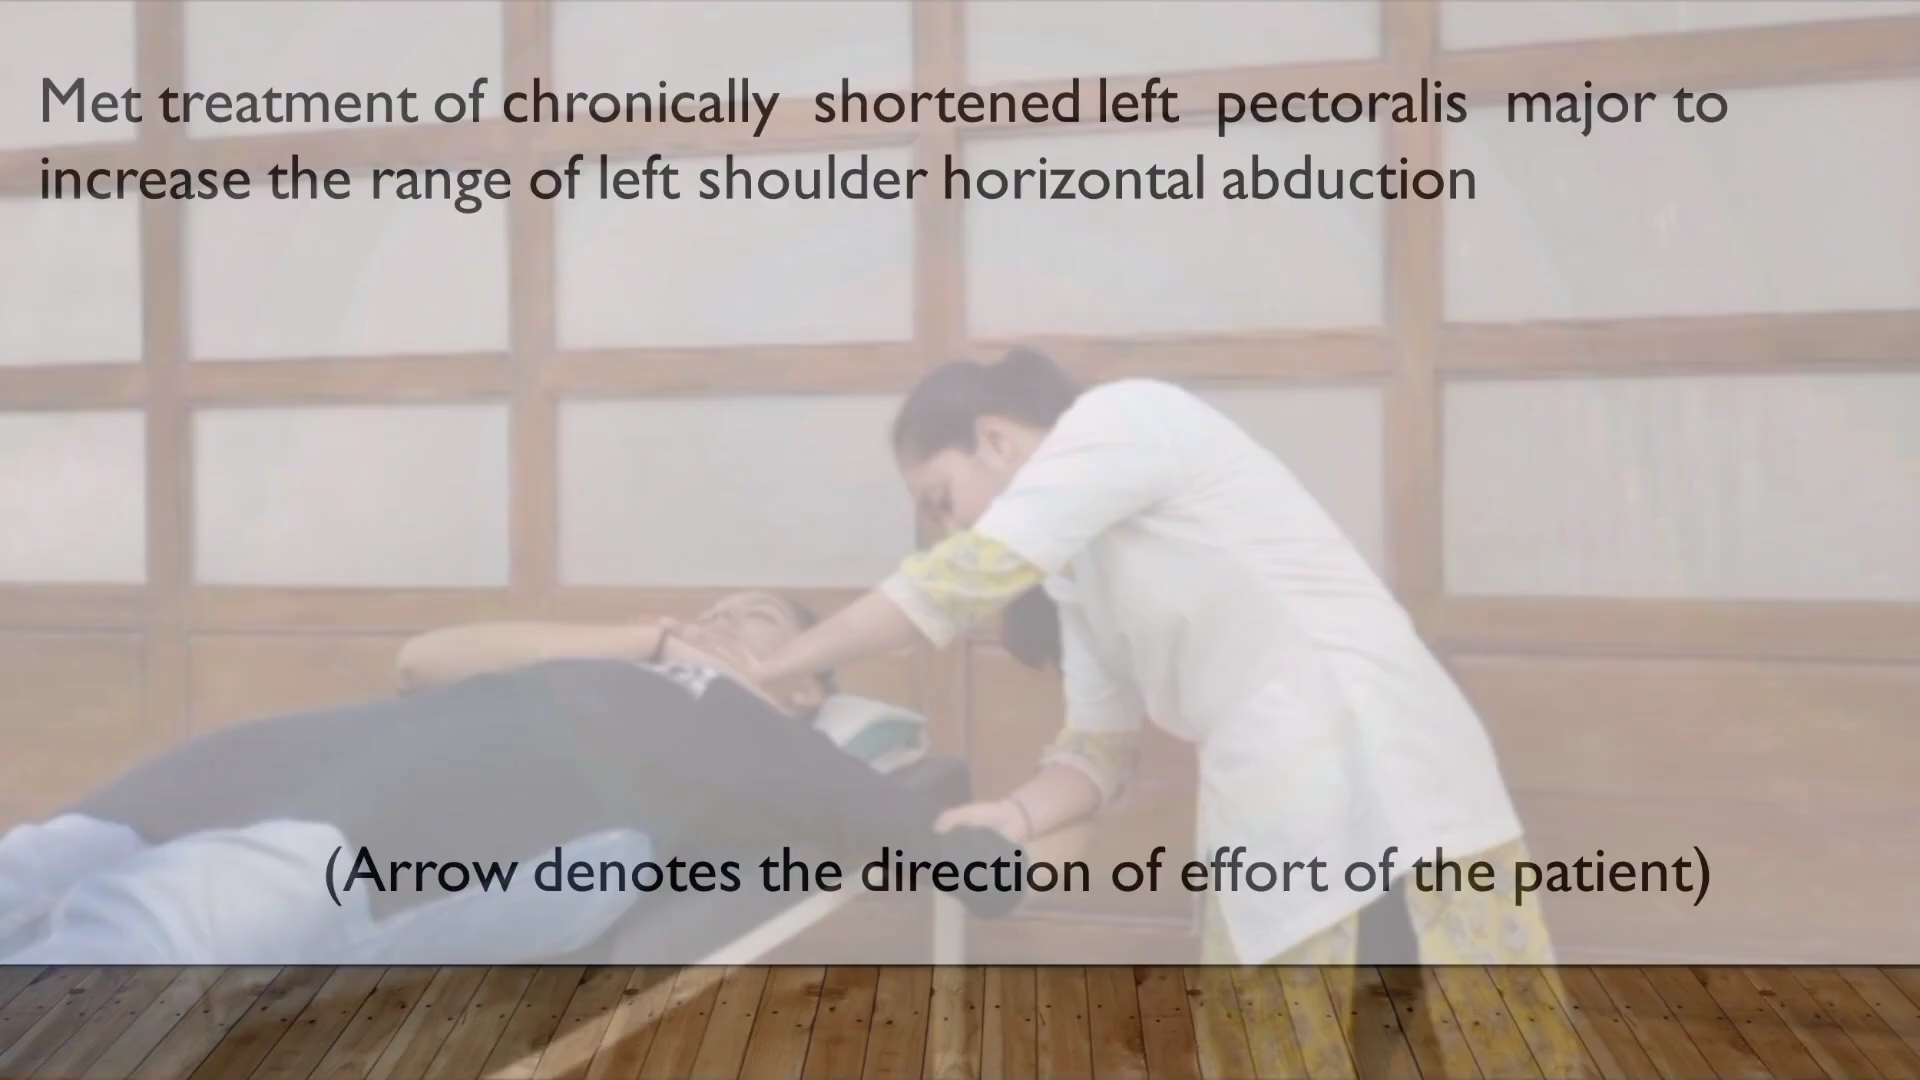 Met treatment of chronically shortened left pectoralis major to
increase the range of left shoulder horizontal abduction
(Arrow denotes the direction of effort of the patient)